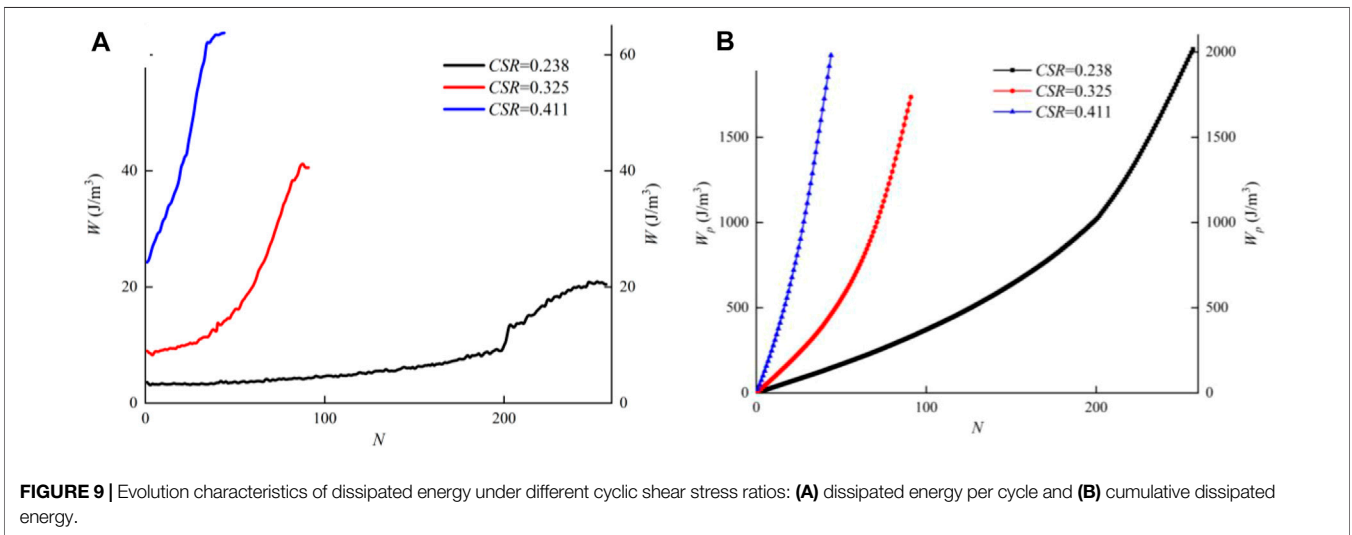 A
60
60
CSR=0.238
CSR=0.325
CSR=0.411
40
40
W (J/m³)
W (J/m³)
20
20
0
0
0
100
200
N
B
2000
CSR=0.238
CSR=0.325
CSR=0.411
1500
1500
Wₚ (J/m³)
Wₚ (J/m³)
1000
1000
500
500
0
0
0
100
200
N
FIGURE 9 | Evolution characteristics of dissipated energy under different cyclic shear stress ratios: (A) dissipated energy per cycle and (B) cumulative dissipated
energy.